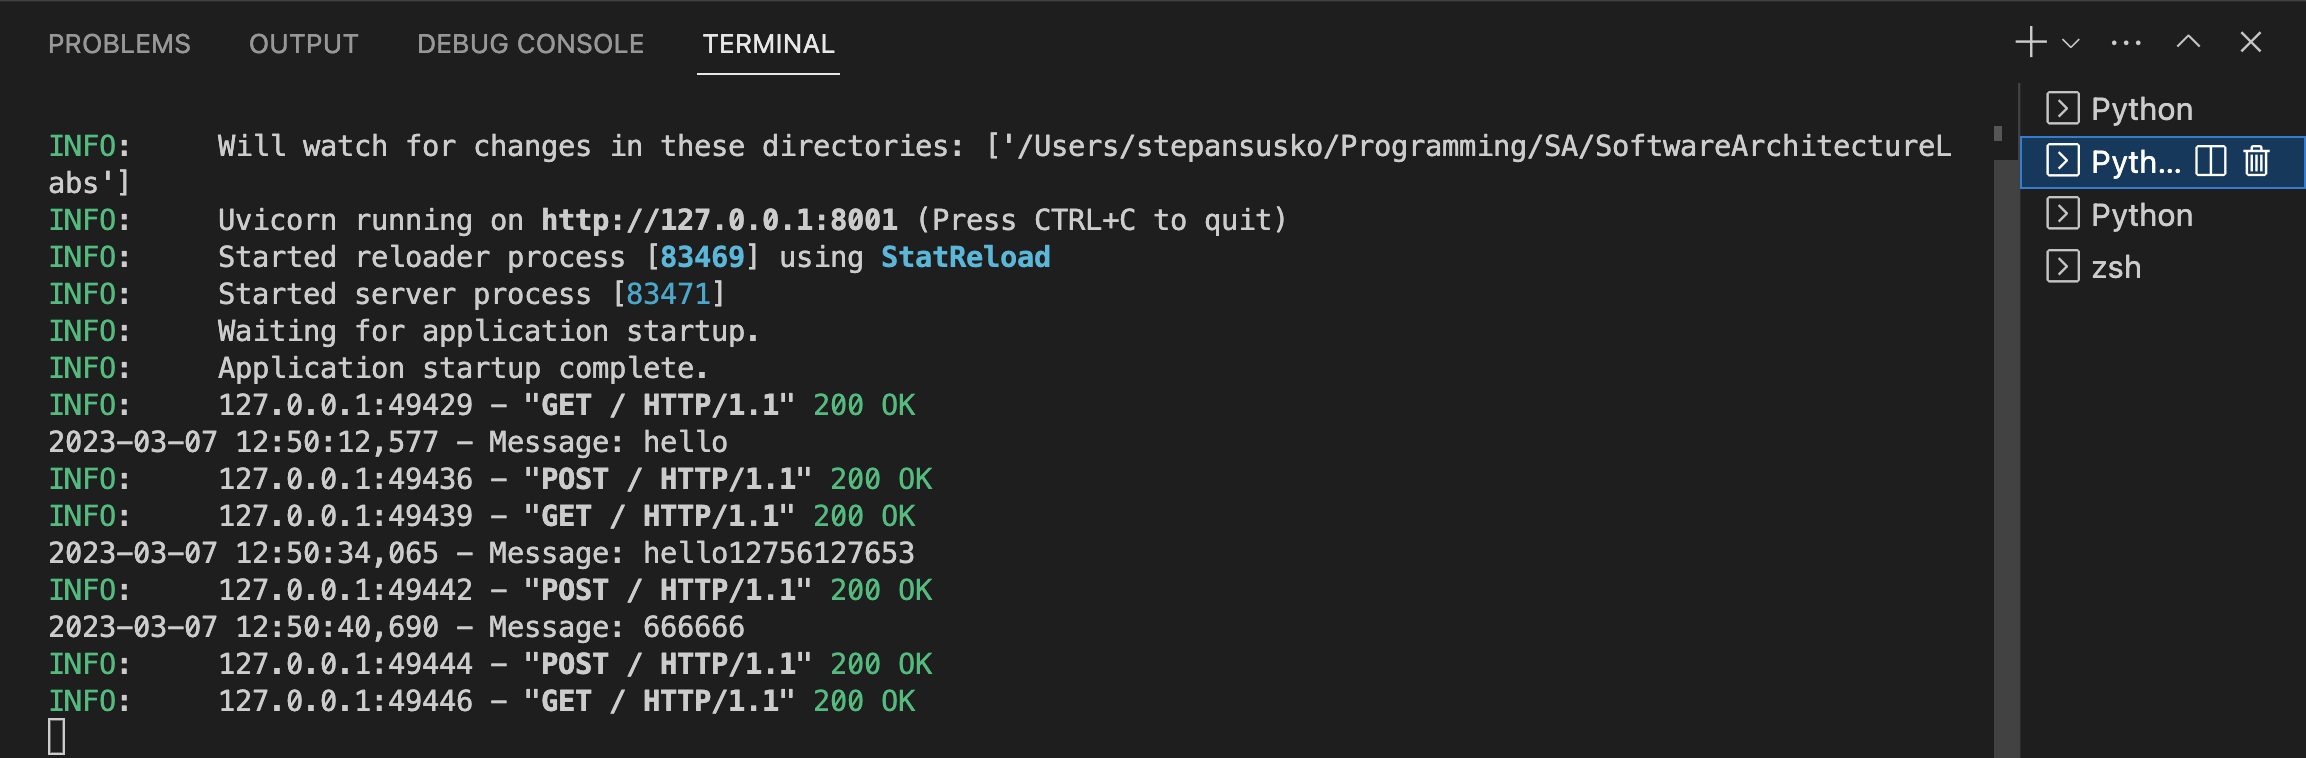 PROBLEMS OUTPUT DEBUG CONSOLE TERMINAL
INFO:     Will watch for changes in these directories: ['/Users/stepansusko/Programming/SA/SoftwareArchitectureL
abs']
INFO:     Uvicorn running on http://127.0.0.1:8001 (Press CTRL+C to quit)
INFO:     Started reloader process [83469] using StatReload
INFO:     Started server process [83471]
INFO:     Waiting for application startup.
INFO:     Application startup complete.
INFO:     127.0.0.1:49429 - "GET / HTTP/1.1" 200 OK
2023-03-07 12:50:12,577 - Message: hello
INFO:     127.0.0.1:49436 - "POST / HTTP/1.1" 200 OK
INFO:     127.0.0.1:49439 - "GET / HTTP/1.1" 200 OK
2023-03-07 12:50:34,065 - Message: hello12756127653
INFO:     127.0.0.1:49442 - "POST / HTTP/1.1" 200 OK
2023-03-07 12:50:40,690 - Message: 666666
INFO:     127.0.0.1:49444 - "POST / HTTP/1.1" 200 OK
INFO:     127.0.0.1:49446 - "GET / HTTP/1.1" 200 OK
Python
Pyth...
Python
zsh